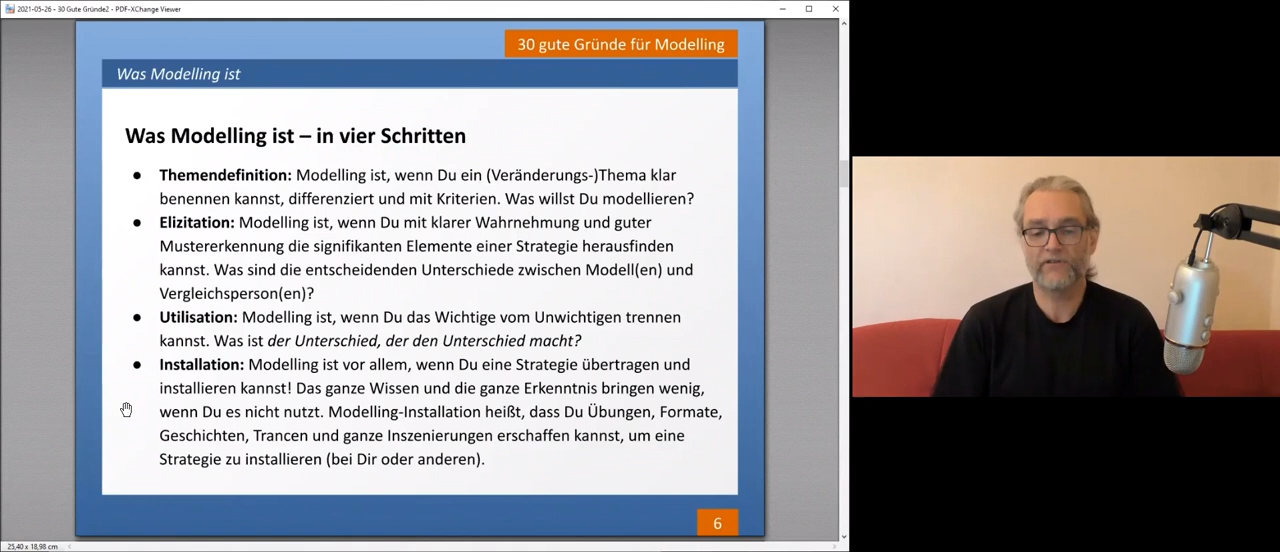 2021-05-26 - 30 Gute Gründe2 - PDF-XChange Viewer
30 gute Gründe für Modelling
Was Modelling ist
Was Modelling ist – in vier Schritten
● Themendefinition: Modelling ist, wenn Du ein (Veränderungs-)Thema klar
benennen kannst, differenziert und mit Kriterien. Was willst Du modellieren?
● Elizitation: Modelling ist, wenn Du mit klarer Wahrnehmung und guter
Mustererkennung die signifikanten Elemente einer Strategie herausfinden
kannst. Was sind die entscheidenden Unterschiede zwischen Modell(en) und
Vergleichsperson(en)?
● Utilisation: Modelling ist, wenn Du das Wichtige vom Unwichtigen trennen
kannst. Was ist der Unterschied, der den Unterschied macht?
● Installation: Modelling ist vor allem, wenn Du eine Strategie übertragen und
installieren kannst! Das ganze Wissen und die ganze Erkenntnis bringen wenig,
wenn Du es nicht nutzt. Modelling-Installation heißt, dass Du Übungen, Formate,
Geschichten, Trancen und ganze Inszenierungen erschaffen kannst, um eine
Strategie zu installieren (bei Dir oder anderen).
6
25,40 x 18,98 cm